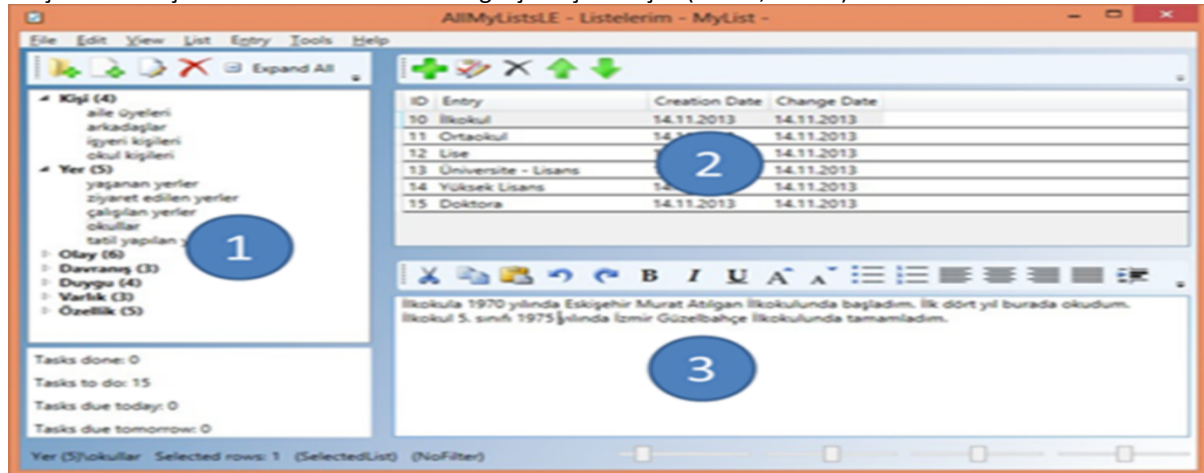 AllMyListsLE - Listelerim - MyList -
File Edit View List Entry Tools Help
Expand All
Kişi (4)
aile üyeleri
arkadaşlar
işyeri kişileri
okul kişileri
Yer (5)
yaşanan yerler
ziyaret edilen yerler
çalışılan yerler
okullar
tatil yapılan
Olay (6)
Davranış (3)
Duygu (4)
Varlık (3)
Özellik (5)
1
Tasks done: 0
Tasks to do: 15
Tasks due today: 0
Tasks due tomorrow: 0
ID Entry Creation Date Change Date
10 İlkokul 14.11.2013 14.11.2013
11 Ortaokul 14.11.2013
12 Lise 14.11.2013
13 Üniversite - Lisans 14.11.2013
14 Yüksek Lisans 14.11.2013
15 Doktora 14.11.2013 14.11.2013
2
B I U A A
İlkokula 1970 yılında Eskişehir Murat Atılgan İlkokulunda başladım. İlk dört yıl burada okudum.
İlkokul 5. sınıfı 1975 yılında İzmir Güzelbahçe İlkokulunda tamamladım.
3
Yer (5)\okullar Selected rows: 1 (SelectedList) (NoFilter)